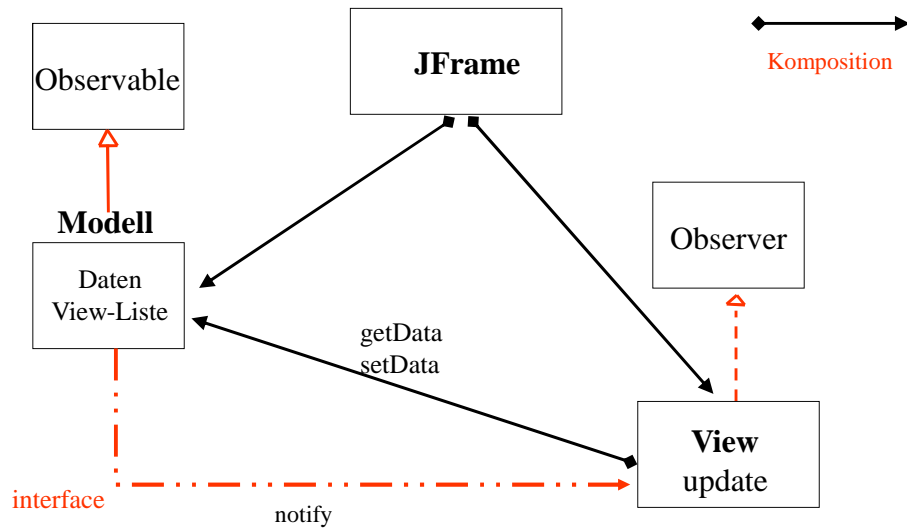 JFrame
Komposition
Observable
Modell
Daten
View-Liste
Observer
getData
setData
View
update
interface
notify